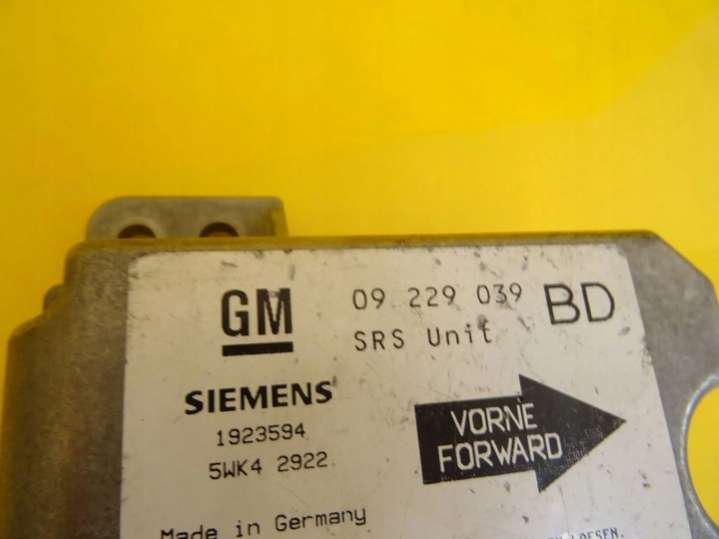 GM
09 229 039 BD
SRS Unit
SIEMENS
1923594
5WK4 2922
VORNE
FORWARD
Made in Germany